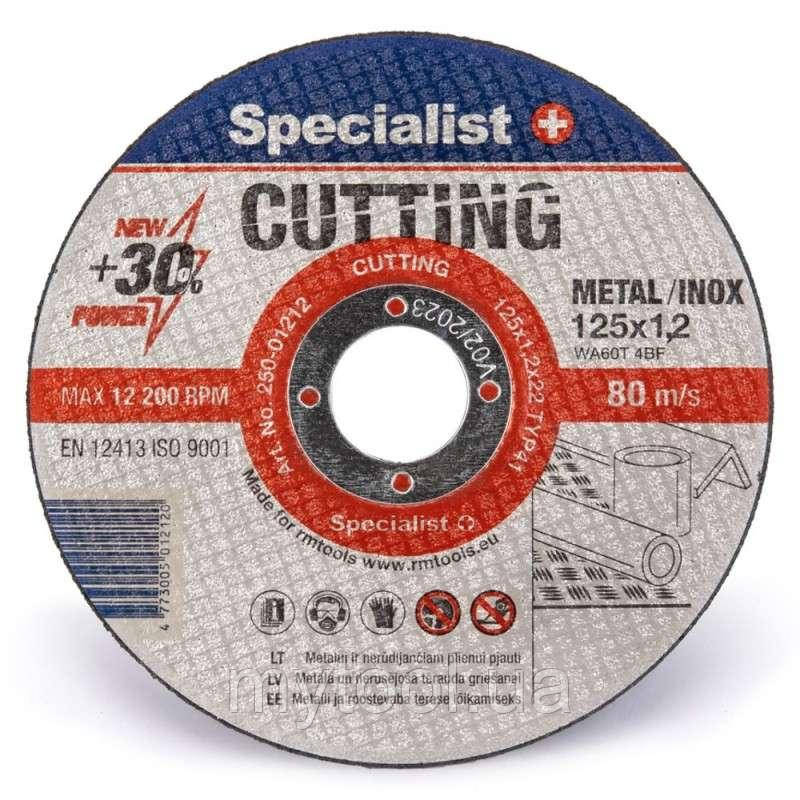 Specialist +
CUTTING
NEW
+30%
POWER
CUTTING
METAL/INOX
125x1,2
WA60T 4BF
MAX 12 200 RPM
80 m/s
EN 12413 ISO 9001
Art. No. 250-01212
V02/2023
125x1,2x22 TYP41
Specialist +
Made for rmtools www.rmtools.eu
4 773005 012120
LT Metalui ir nerūdijančiam plienui pjauti
LV Metāla un nerūsējoša tērauda griešanai
EE Metalli ja roostevaba terese lõikamiseks
mytool.ua